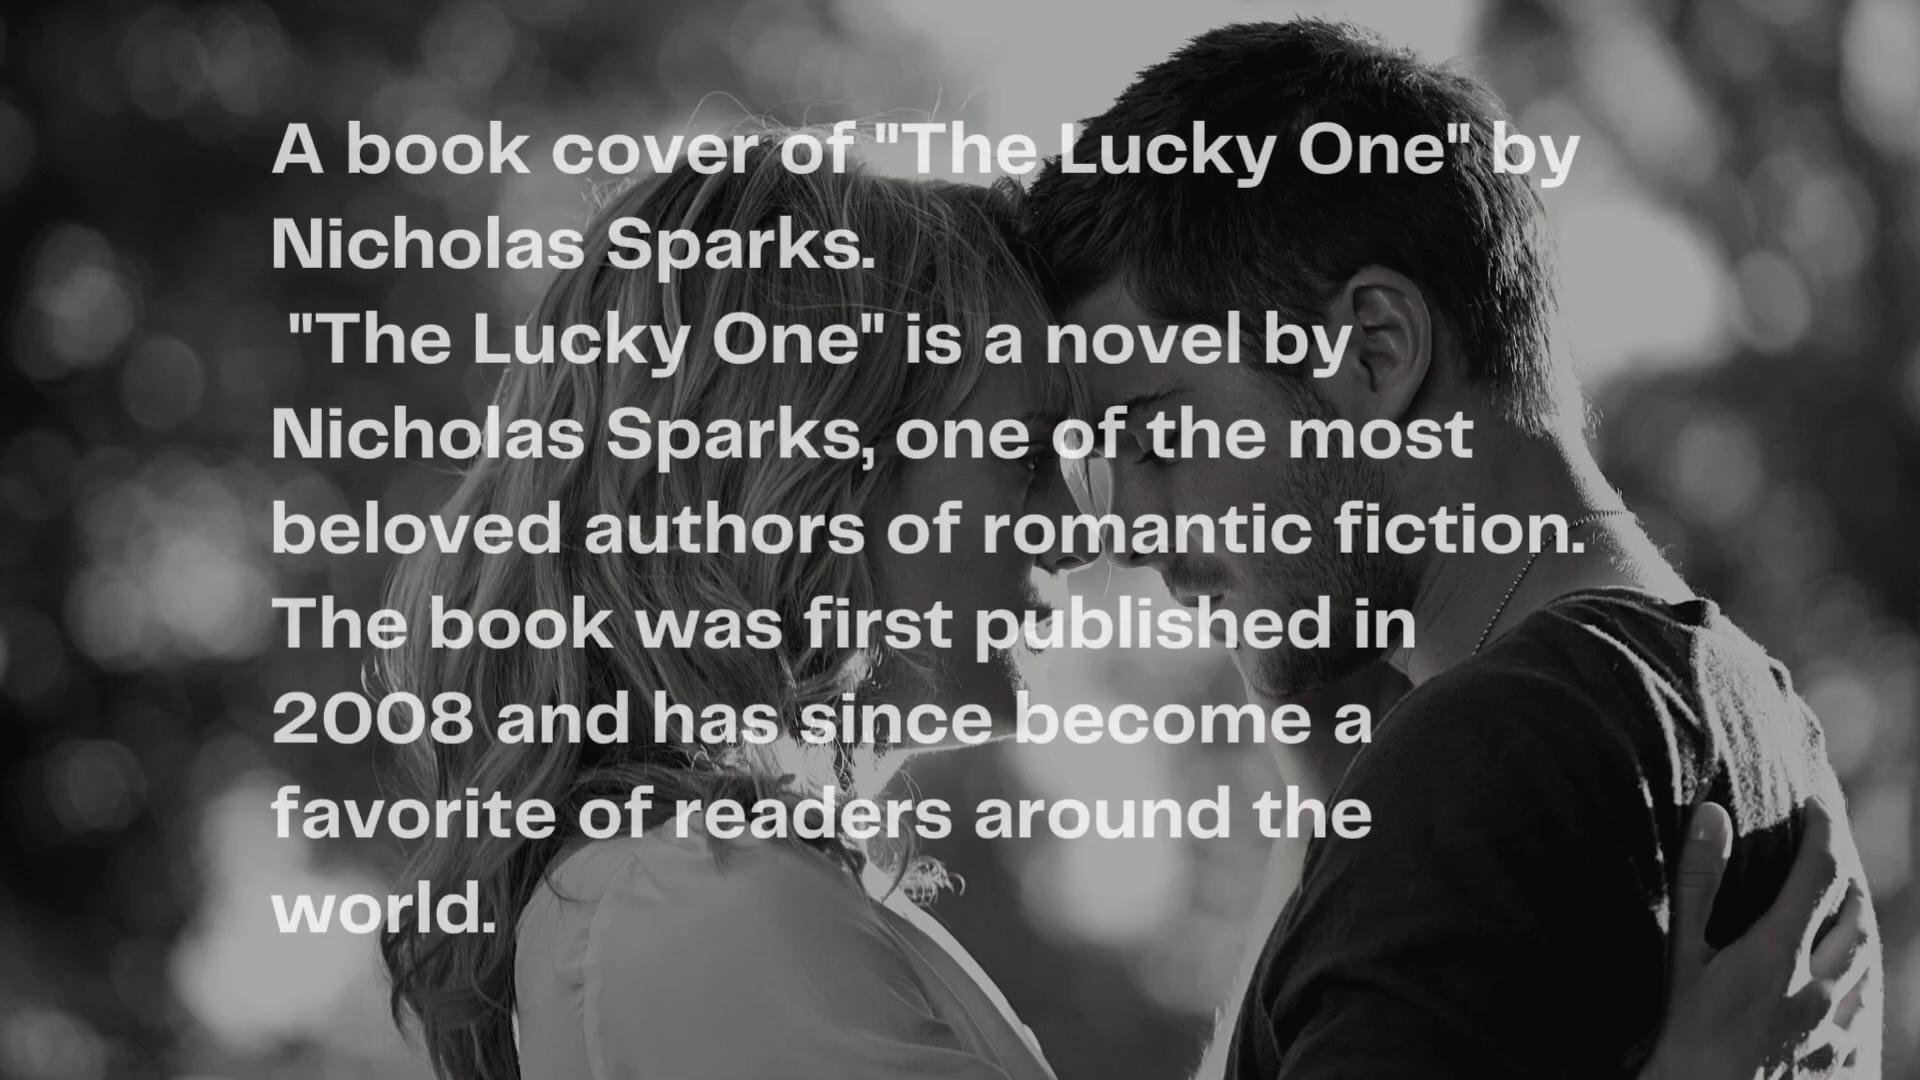 A book cover of "The Lucky One" by
Nicholas Sparks.
"The Lucky One" is a novel by
Nicholas Sparks, one of the most
beloved authors of romantic fiction.
The book was first published in
2008 and has since become a
favorite of readers around the
world.